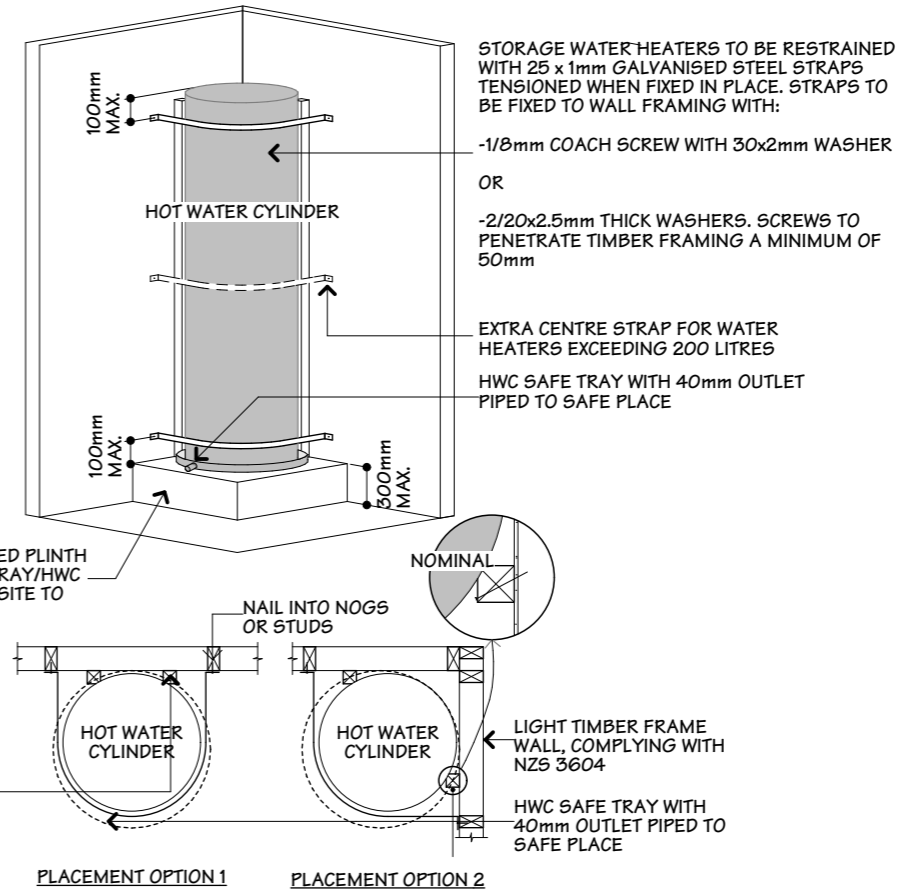 STORAGE WATER HEATERS TO BE RESTRAINED
WITH 25 x 1mm GALVANISED STEEL STRAPS
TENSIONED WHEN FIXED IN PLACE. STRAPS TO
BE FIXED TO WALL FRAMING WITH:
-1/8mm COACH SCREW WITH 30x2mm WASHER
OR
-2/20x2.5mm THICK WASHERS. SCREWS TO
PENETRATE TIMBER FRAMING A MINIMUM OF
50mm
100mm
MAX.
HOT WATER CYLINDER
EXTRA CENTRE STRAP FOR WATER
HEATERS EXCEEDING 200 LITRES
HWC SAFE TRAY WITH 40mm OUTLET
PIPED TO SAFE PLACE
100mm
MAX.
300mm
MAX.
ED PLINTH
RAY/HWC
SITE TO
NOMINAL
NAIL INTO NOGS
OR STUDS
HOT WATER
CYLINDER
HOT WATER
CYLINDER
LIGHT TIMBER FRAME
WALL, COMPLYING WITH
NZS 3604
HWC SAFE TRAY WITH
40mm OUTLET PIPED TO
SAFE PLACE
PLACEMENT OPTION 1
PLACEMENT OPTION 2